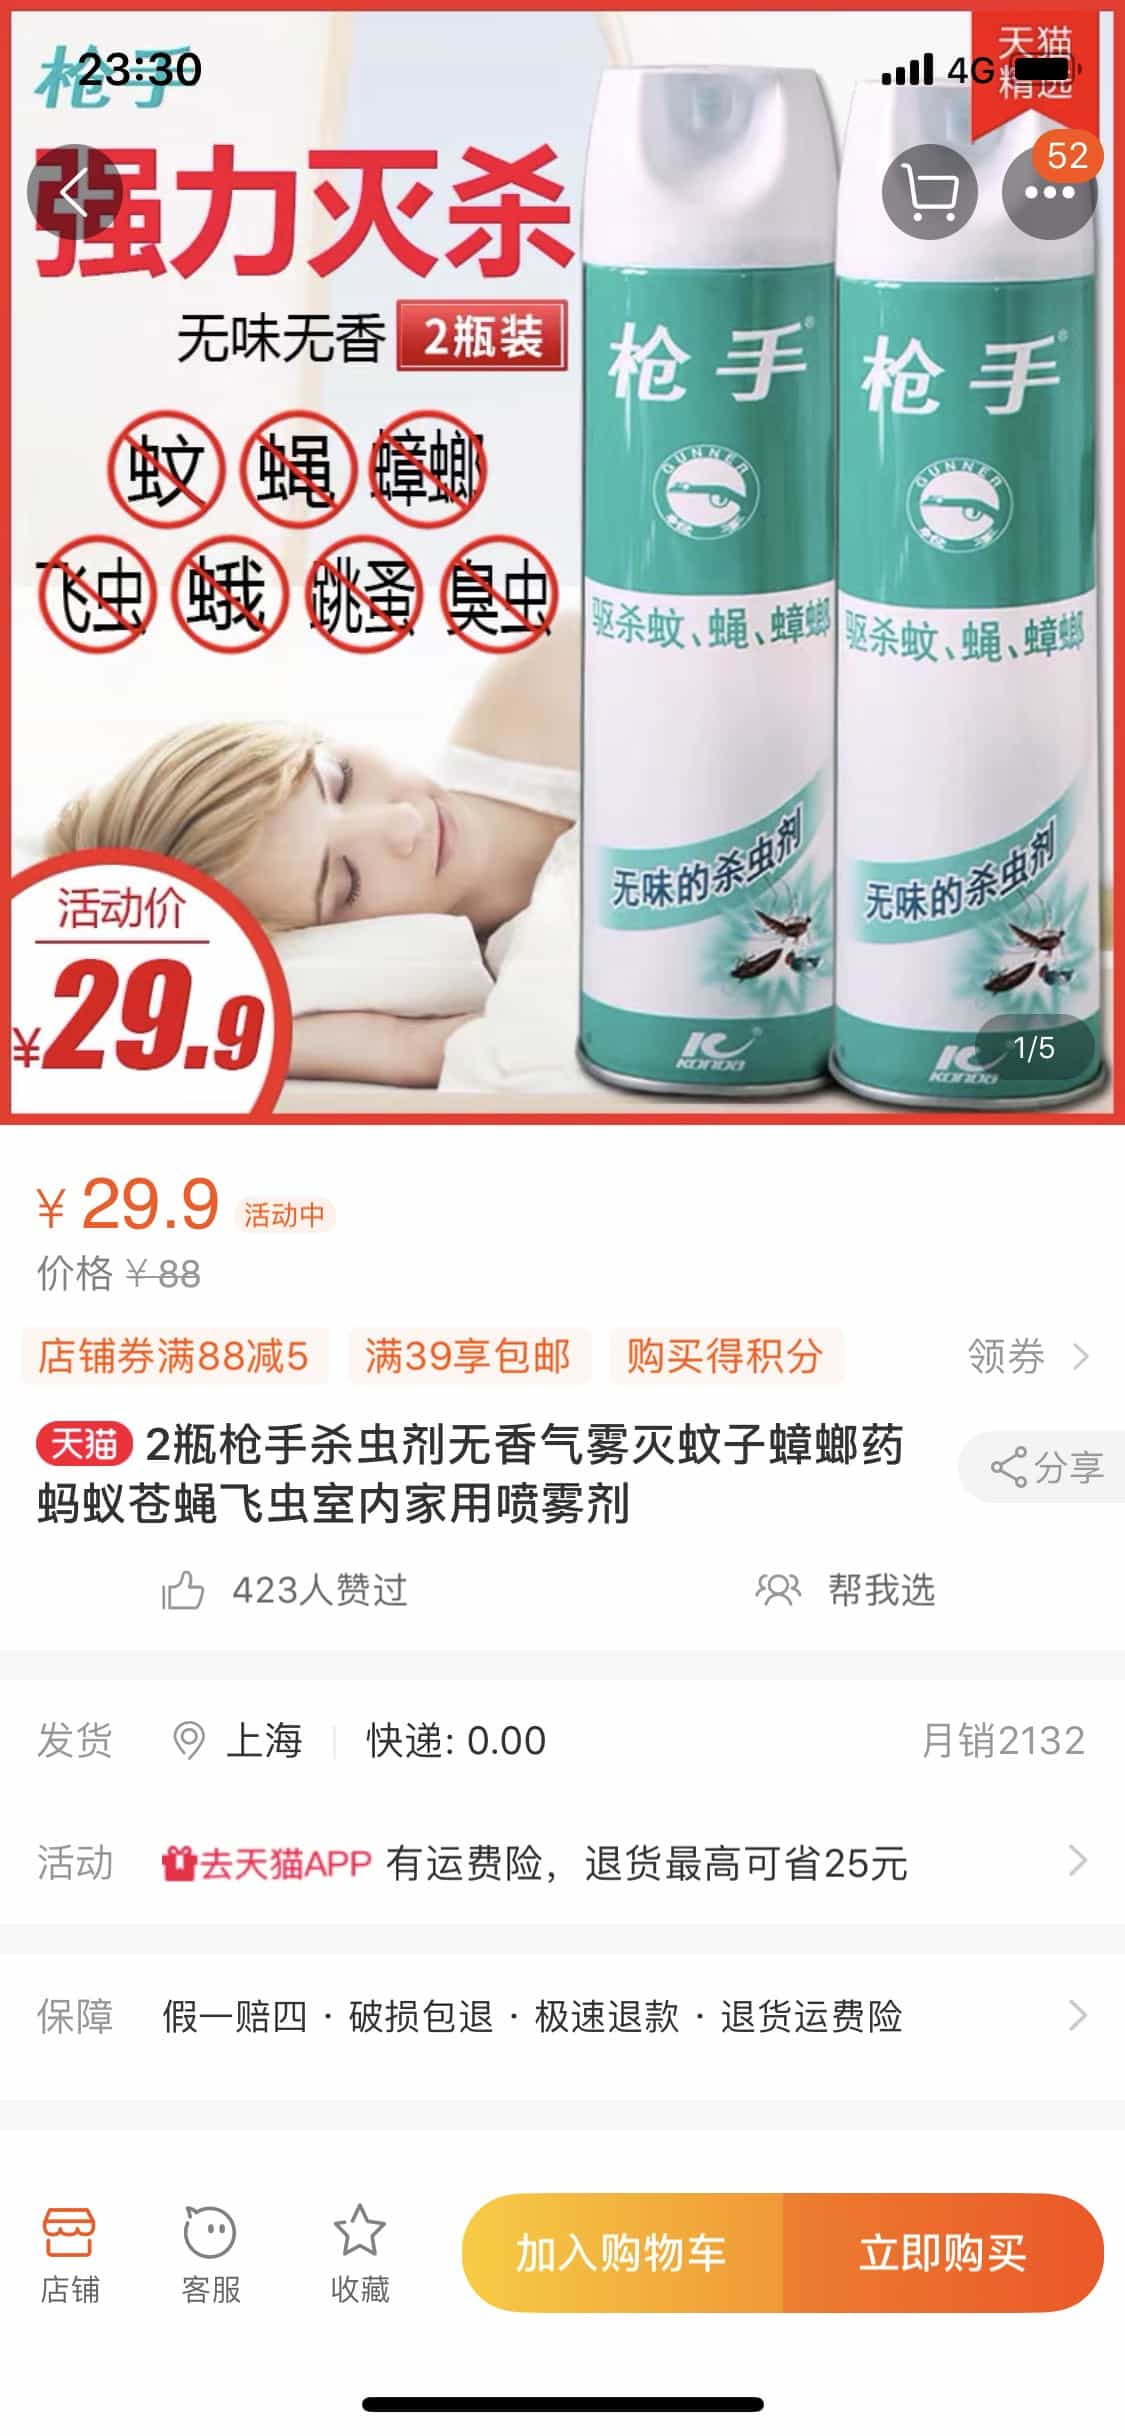 23:30
4G
枪手
天猫
精选
52
强力灭杀
无味无香 2瓶装
蚊 蝇 蟑螂
飞虫 蛾 跳蚤 臭虫
枪手®
枪手®
GUNNER
枪手
GUNNER
枪手
驱杀蚊、蝇、蟑螂
驱杀蚊、蝇、蟑螂
无味的杀虫剂
无味的杀虫剂
KONDA
KONDA
活动价
¥29.9
1/5
¥ 29.9 活动中
价格 ¥ 88
店铺券满88减5 满39享包邮 购买得积分 领券
天猫 2瓶枪手杀虫剂无香气雾灭蚊子蟑螂药
蚂蚁苍蝇飞虫室内家用喷雾剂
分享
423人赞过 帮我选
发货 上海 快递: 0.00 月销2132
活动 去天猫APP 有运费险，退货最高可省25元
保障 假一赔四 · 破损包退 · 极速退款 · 退货运费险
店铺 客服 收藏 加入购物车 立即购买